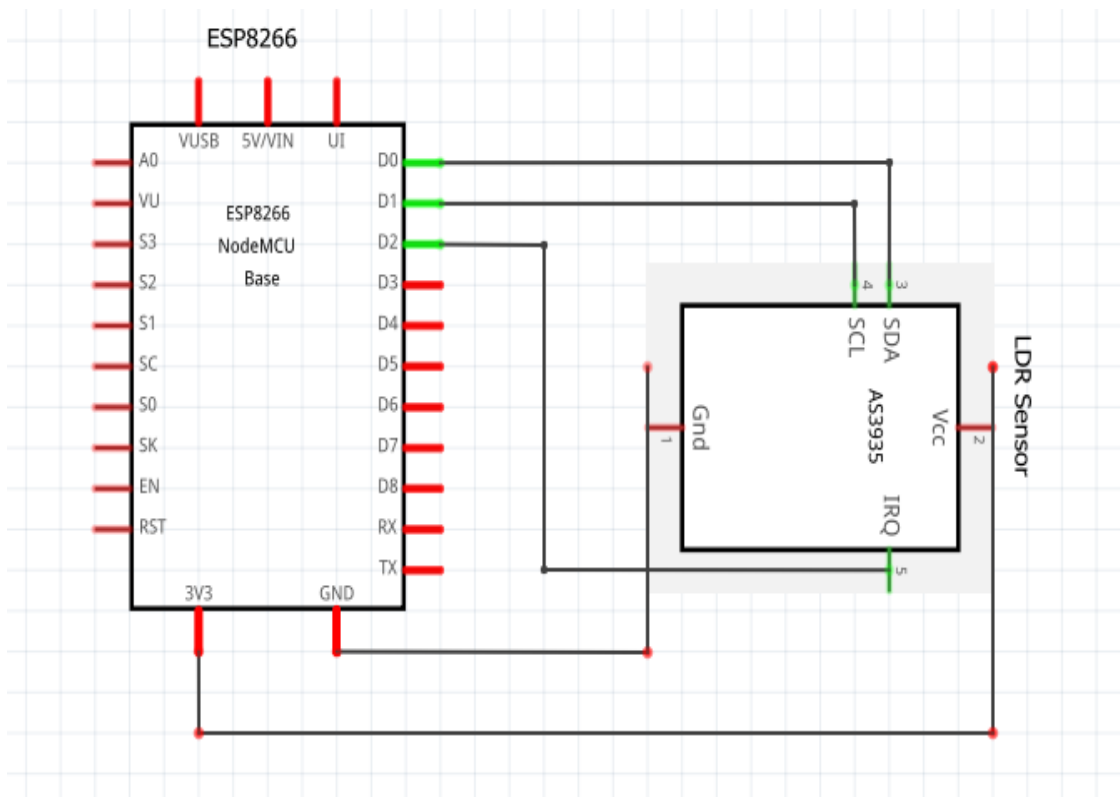 ESP8266
VUSB 5V/VIN UI
A0
VU
S3
S2
S1
SC
S0
SK
EN
RST
ESP8266
NodeMCU
Base
D0
D1
D2
D3
D4
D5
D6
D7
D8
RX
TX
3V3 GND
4 3
SCL SDA
Gnd
1
AS3935
Vcc
2
IRQ
5
LDR Sensor